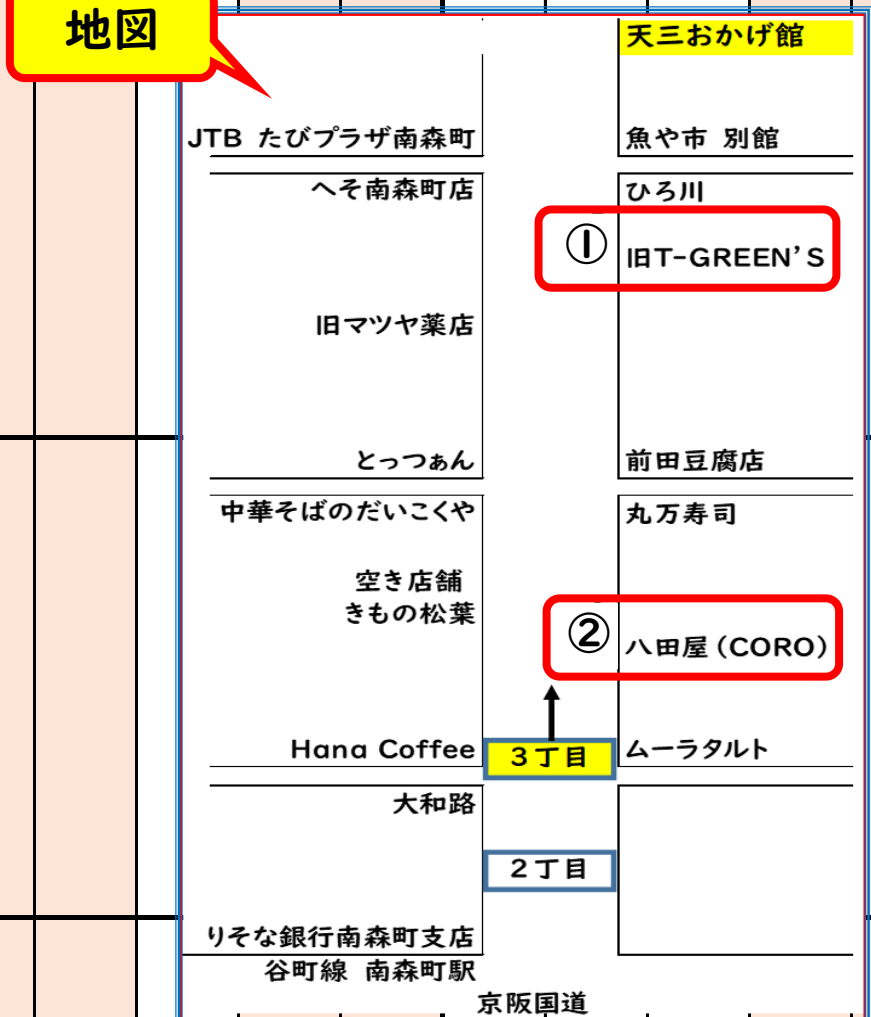 地図
天三おかげ館
JTB たびプラザ南森町
魚や市 別館
へそ南森町店
ひろ川
① 旧T-GREEN'S
旧マツヤ薬店
とっつぁん
前田豆腐店
中華そばのだいこくや
丸万寿司
空き店舗
きもの松葉
② 八田屋(CORO)
Hana Coffee
3丁目
ムーラタルト
大和路
2丁目
りそな銀行南森町支店
谷町線 南森町駅
京阪国道